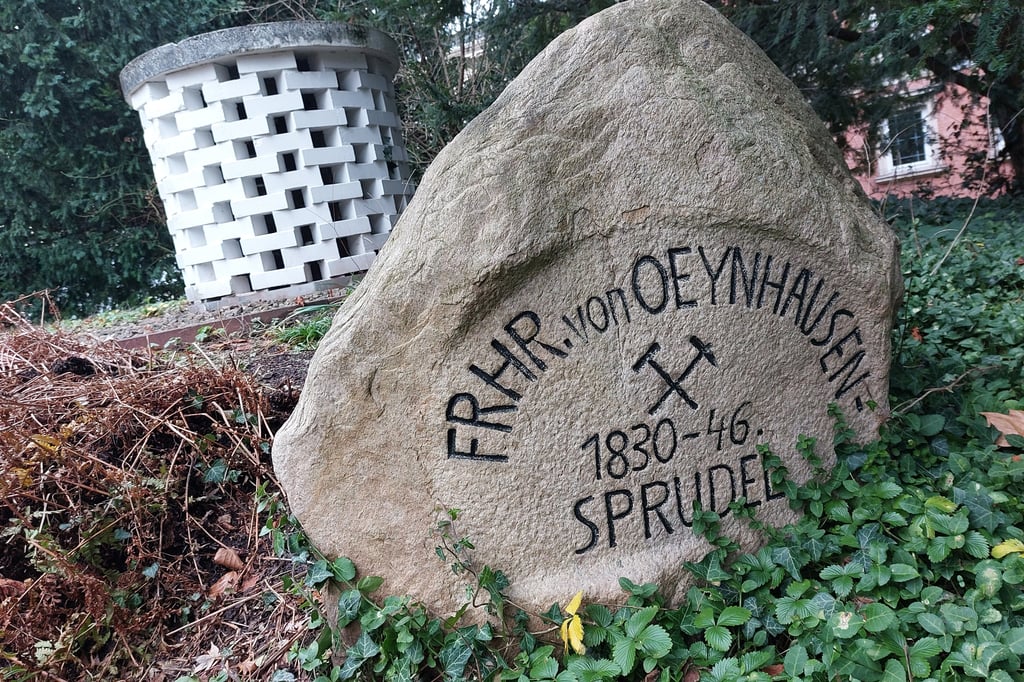 FRHR. von OEYNHAUSEN-
1830-46.
SPRUDEL